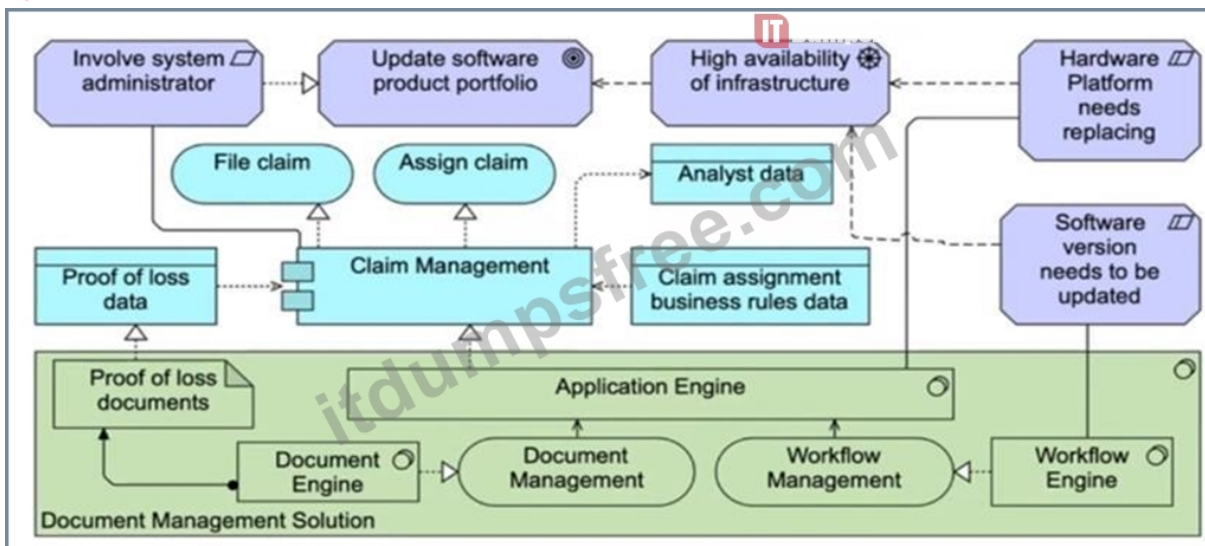 IT
Involve system
administrator
Update software
product portfolio
High availability
of infrastructure
Hardware
Platform
needs
replacing
File claim
Assign claim
Analyst data
Software
version
needs to be
updated
Proof of loss
data
Claim Management
Claim assignment
business rules data
Proof of loss
documents
Application Engine
Document
Engine
Document
Management
Workflow
Management
Workflow
Engine
Document Management Solution
itdumpsfree.com